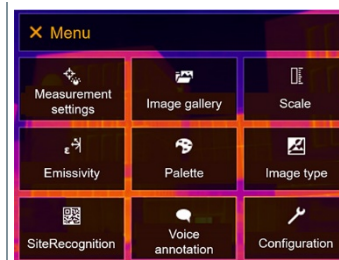 × Menu
Measurement
settings
Image gallery
Scale
ε
Emissivity
Palette
Image type
SiteRecognition
Voice
annotation
Configuration